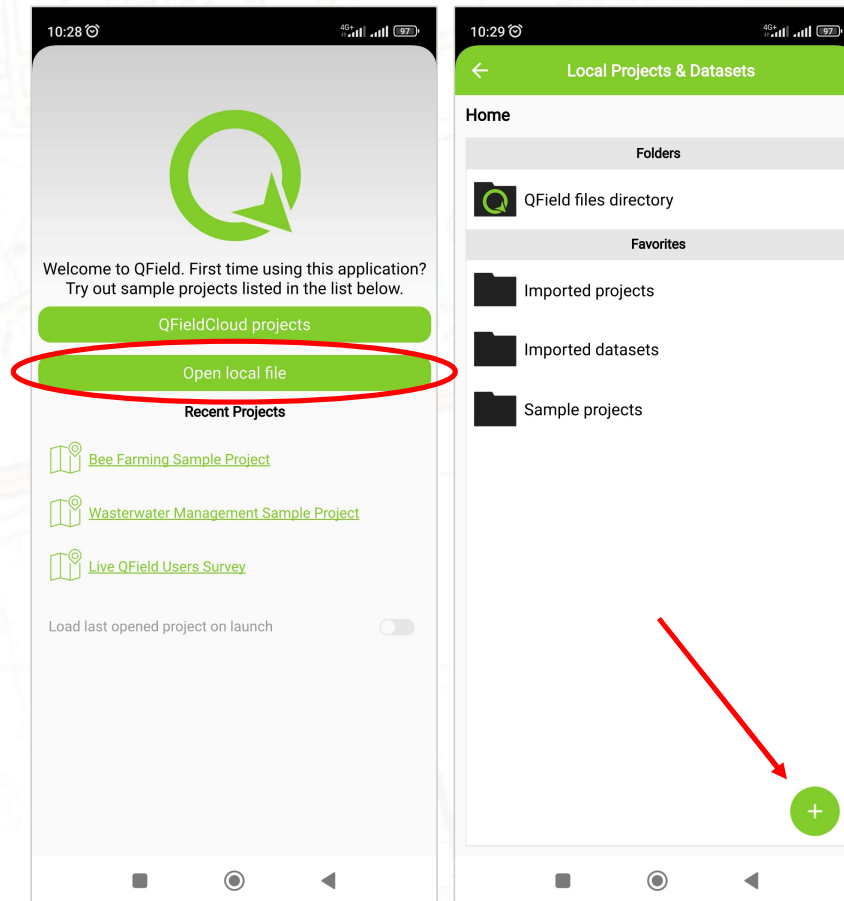 10:28
4G+
97
Welcome to QField. First time using this application?
Try out sample projects listed in the list below.
QFieldCloud projects
Open local file
Recent Projects
Bee Farming Sample Project
Wasterwater Management Sample Project
Live QField Users Survey
Load last opened project on launch
10:29
4G+
97
Local Projects & Datasets
Home
Folders
QField files directory
Favorites
Imported projects
Imported datasets
Sample projects
+